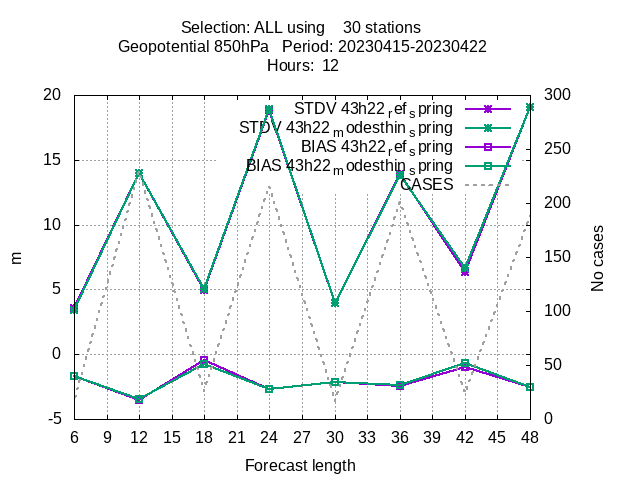 Selection: ALL using    30 stations
Geopotential 850hPa   Period: 20230415-20230422
Hours:  12
20 300
STDV 43h22_ref_spring
STDV 43h22_modesthin_spring
BIAS 43h22_ref_spring
15 250
BIAS 43h22_modesthin_spring
CASES
200
10
m No cases
150
5
100
0
50
-5 0
6 9 12 15 18 21 24 27 30 33 36 39 42 45 48
Forecast length